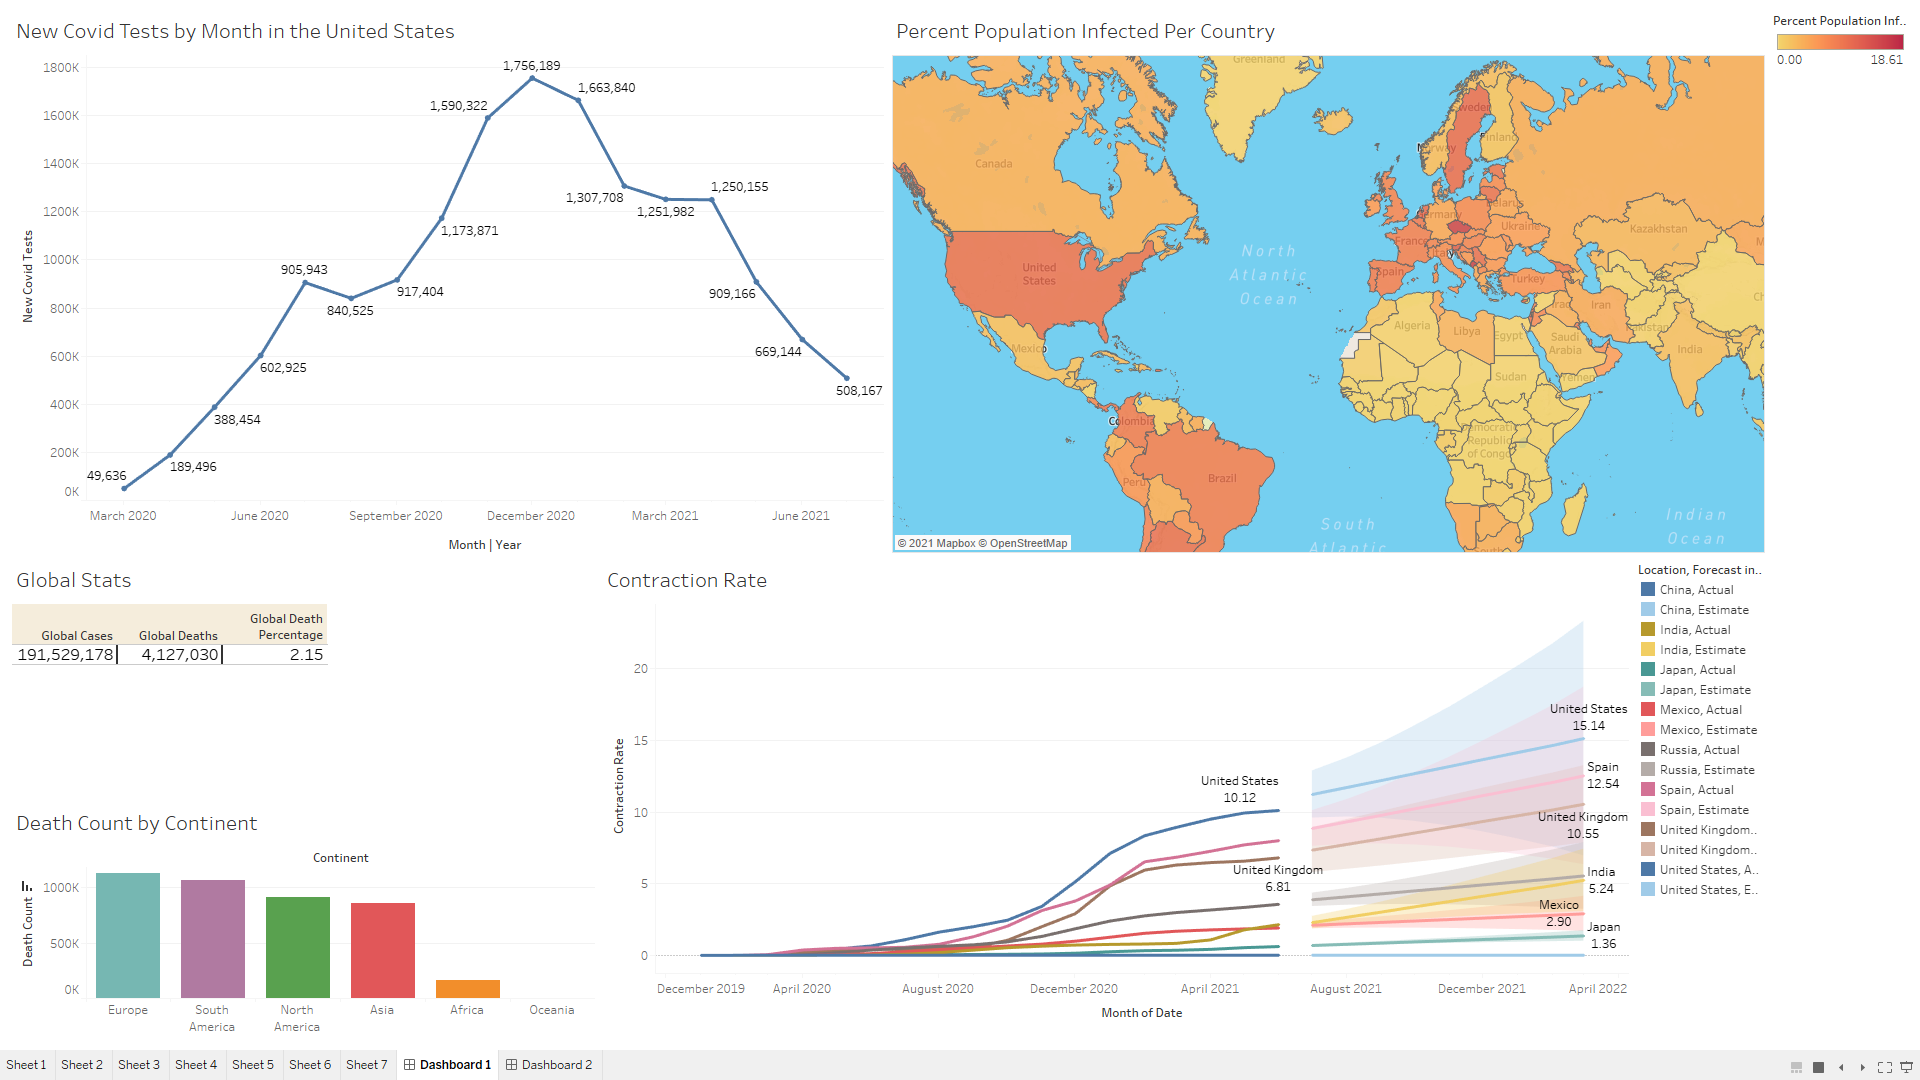 New Covid Tests by Month in the United States
1800K
1600K
1400K
1200K
1000K
800K
600K
400K
200K
0K
New Covid Tests
49,636
189,496
388,454
602,925
905,943
840,525
917,404
1,173,871
1,590,322
1,756,189
1,663,840
1,307,708
1,251,982
1,250,155
909,166
669,144
508,167
March 2020
June 2020
September 2020
December 2020
March 2021
June 2021
Month | Year
Percent Population Infected Per Country
Greenland
Canada
United
States
Mexico
Colombia
Peru
Brazil
North
Atlantic
Ocean
South
Atlantic
Indian
Ocean
Norway
Finland
Belarus
Ukraine
France
Spain
Turkey
Kazakhstan
Iran
India
Algeria
Libya
Egypt
Saudi
Arabia
Sudan
Yemen
Republic
of Congo
© 2021 Mapbox © OpenStreetMap
Percent Population Inf..
0.00
18.61
Global Stats
Global Cases
Global Deaths
Global Death
Percentage
191,529,178
4,127,030
2.15
Death Count by Continent
Continent
Death Count
1000K
500K
0K
Europe
South
America
North
America
Asia
Africa
Oceania
Contraction Rate
Contraction Rate
20
15
10
5
0
United States
10.12
United Kingdom
6.81
United States
15.14
Spain
12.54
United Kingdom
10.55
India
5.24
Mexico
2.90
Japan
1.36
December 2019
April 2020
August 2020
December 2020
April 2021
August 2021
December 2021
April 2022
Month of Date
Location, Forecast in..
China, Actual
China, Estimate
India, Actual
India, Estimate
Japan, Actual
Japan, Estimate
Mexico, Actual
Mexico, Estimate
Russia, Actual
Russia, Estimate
Spain, Actual
Spain, Estimate
United Kingdom..
United Kingdom..
United States, A..
United States, E..
Sheet 1
Sheet 2
Sheet 3
Sheet 4
Sheet 5
Sheet 6
Sheet 7
Dashboard 1
Dashboard 2